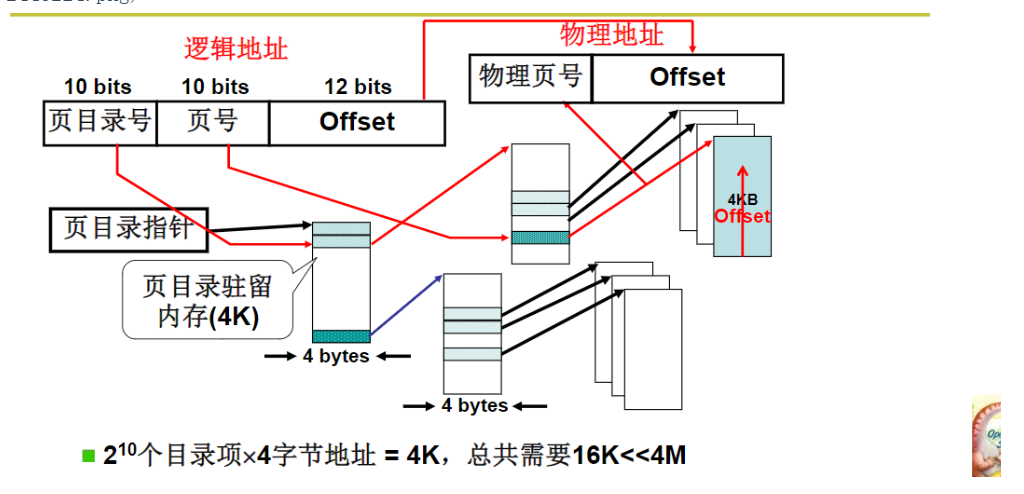 逻辑地址
物理地址
10 bits 10 bits 12 bits
页目录号 页号 Offset
物理页号 Offset
页目录指针
4KB
Offset
页目录驻留
内存(4K)
4 bytes
4 bytes
2¹⁰个目录项×4字节地址 = 4K，总共需要16K<<4M